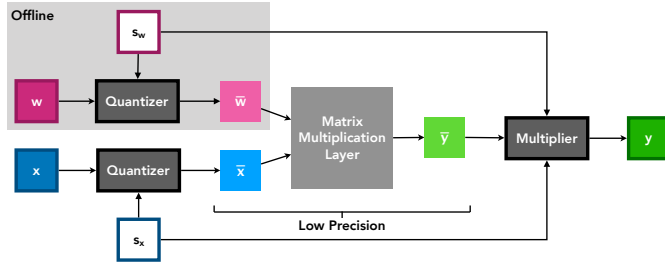 Offline
s_w
w
Quantizer
w̅
Matrix
Multiplication
Layer
y̅
Multiplier
y
x
Quantizer
x̅
Low Precision
s_x